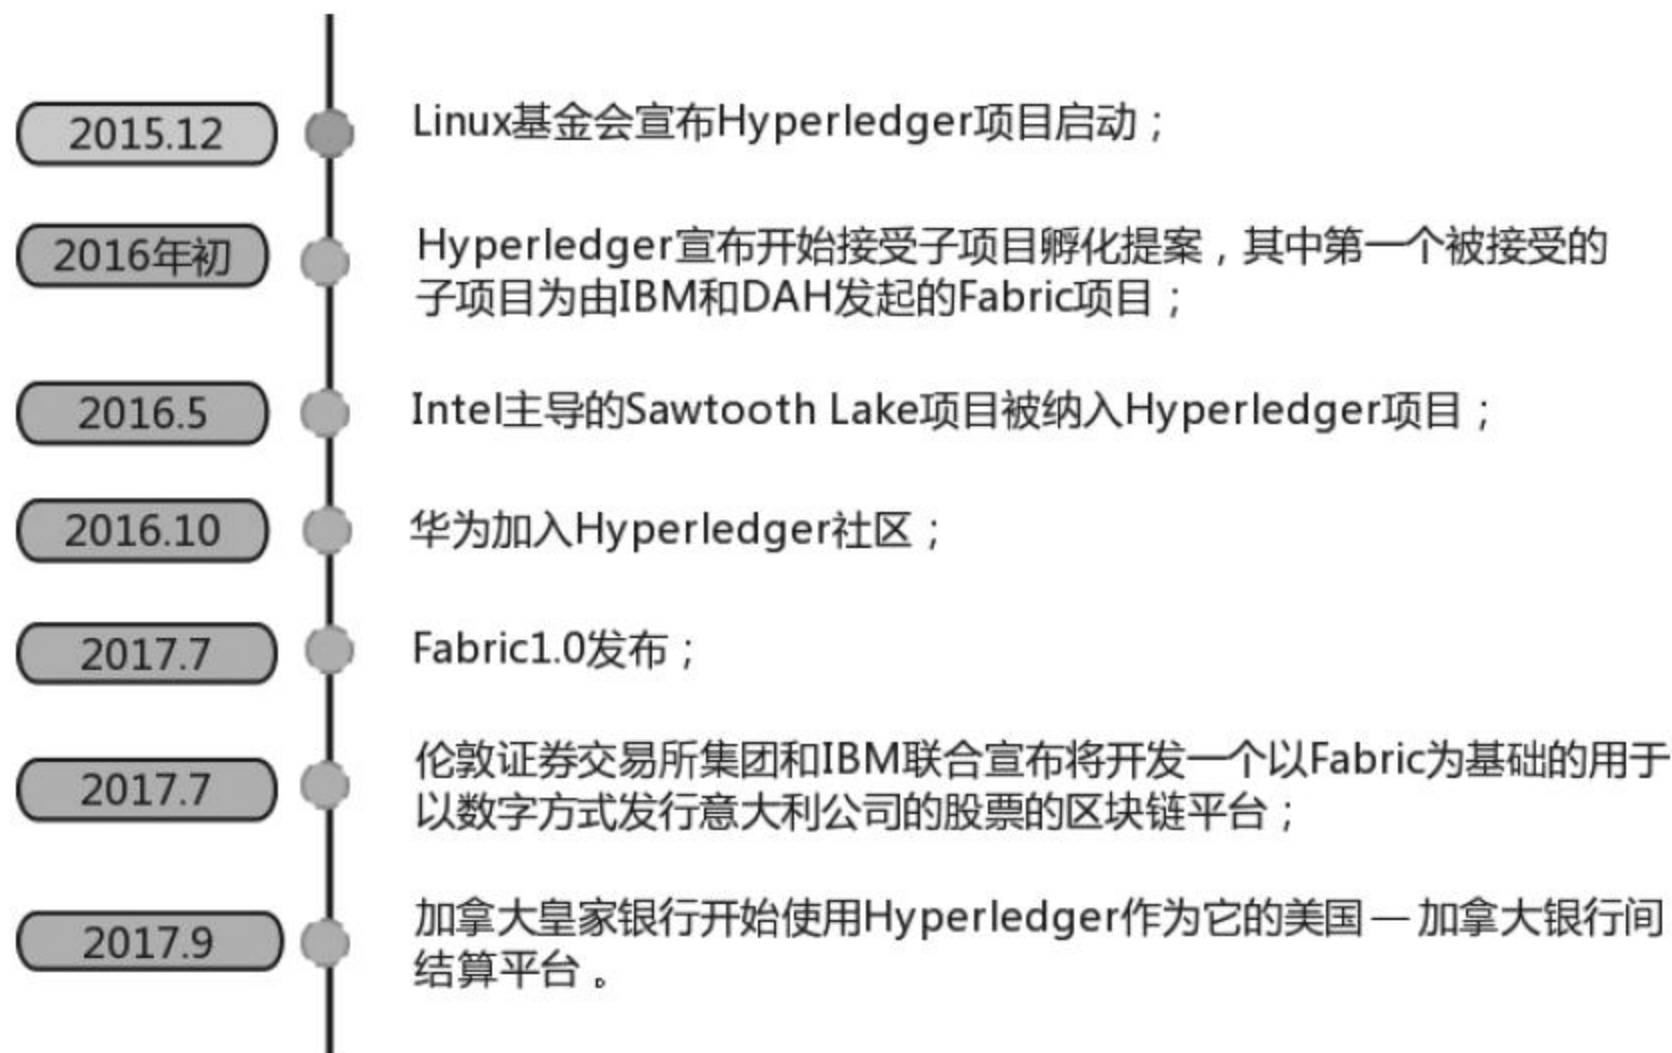 2015.12
Linux基金会宣布Hyperledger项目启动；
2016年初
Hyperledger宣布开始接受子项目孵化提案，其中第一个被接受的
子项目为由IBM和DAH发起的Fabric项目；
2016.5
Intel主导的Sawtooth Lake项目被纳入Hyperledger项目；
2016.10
华为加入Hyperledger社区；
2017.7
Fabric1.0发布；
2017.7
伦敦证券交易所集团和IBM联合宣布将开发一个以Fabric为基础的用于
以数字方式发行意大利公司的股票的区块链平台；
2017.9
加拿大皇家银行开始使用Hyperledger作为它的美国 — 加拿大银行间
结算平台。